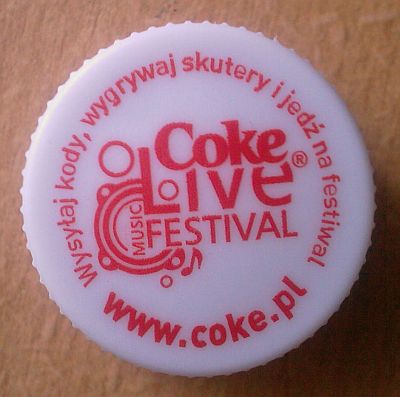 Wysyłaj kody, wygrywaj skutery i jedź na festiwal
Coke
Live
MUSIC
FESTIVAL
www.coke.pl